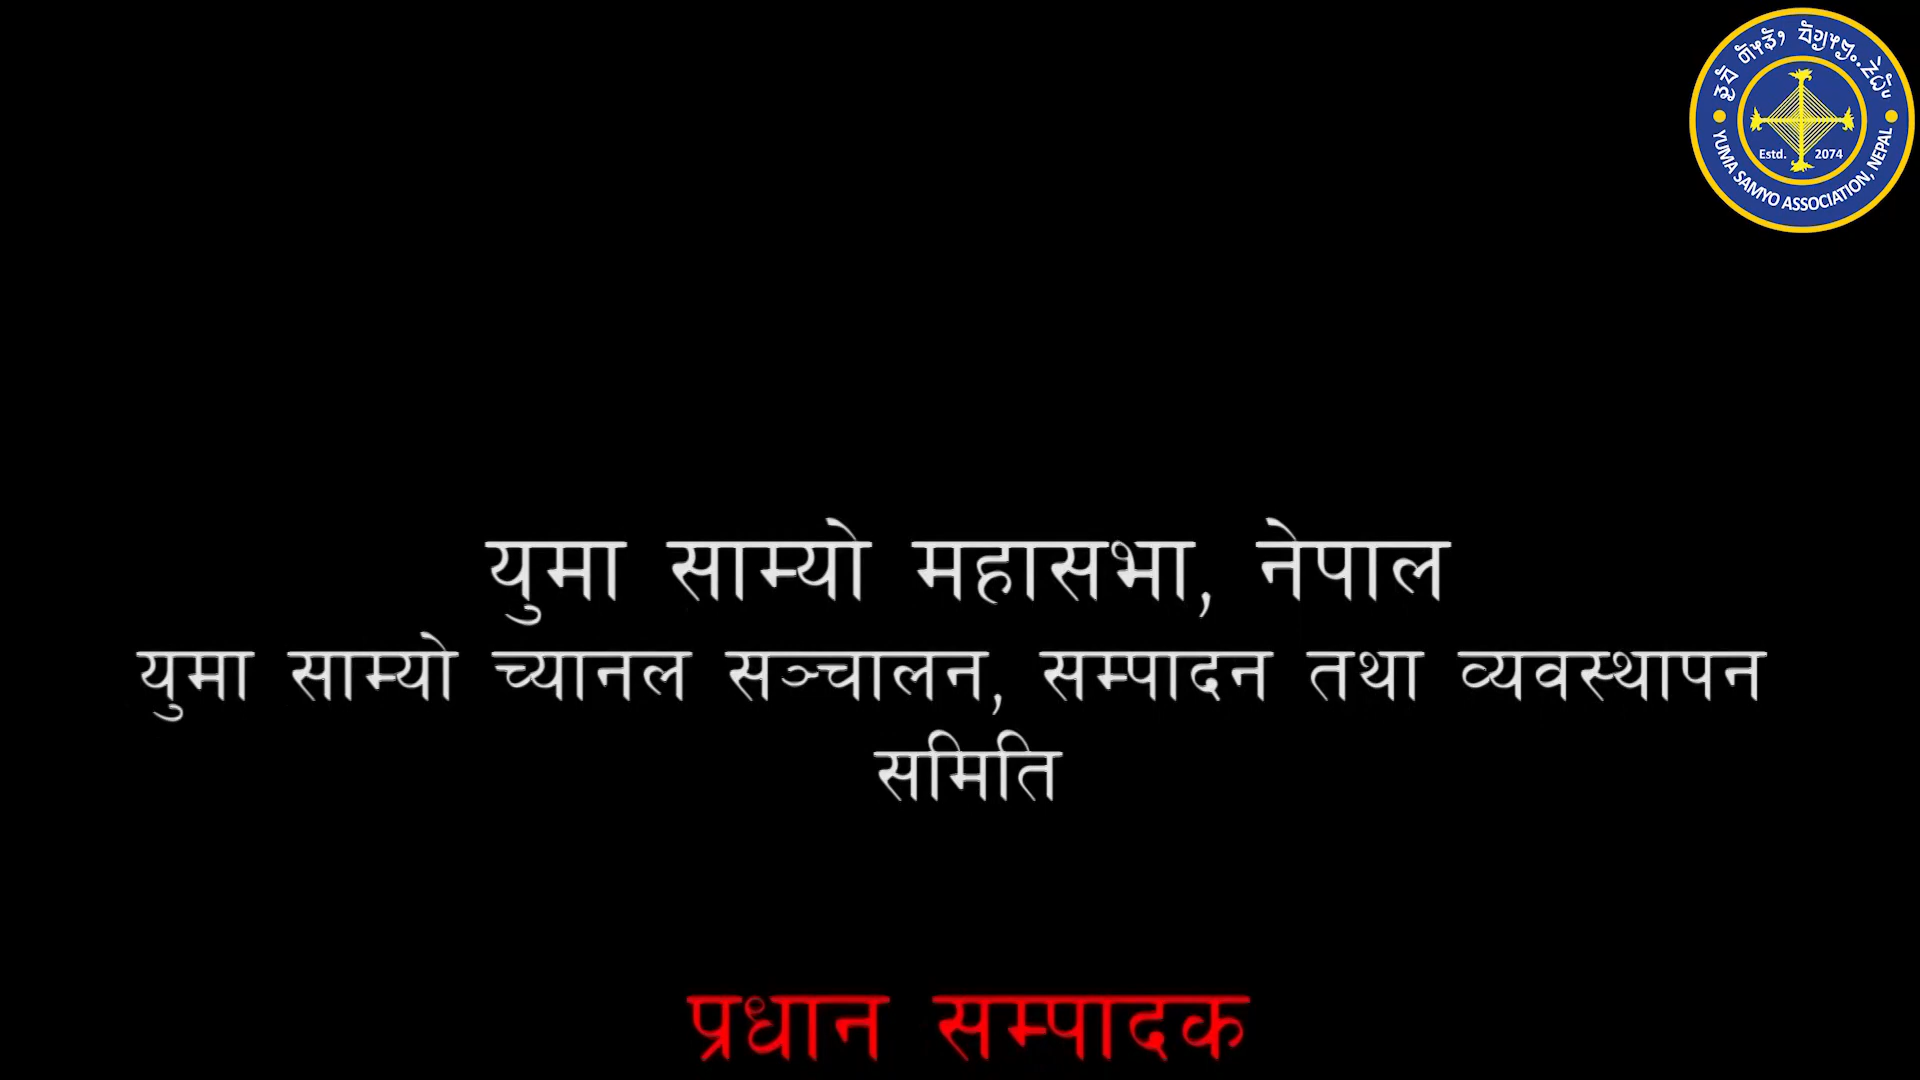 युमा साम्यो महासभा, नेपाल
युमा साम्यो च्यानल सञ्चालन, सम्पादन तथा व्यवस्थापन
समिति
प्रधान सम्पादक
Estd. 2074
YUMA SAMYO ASSOCIATION, NEPAL